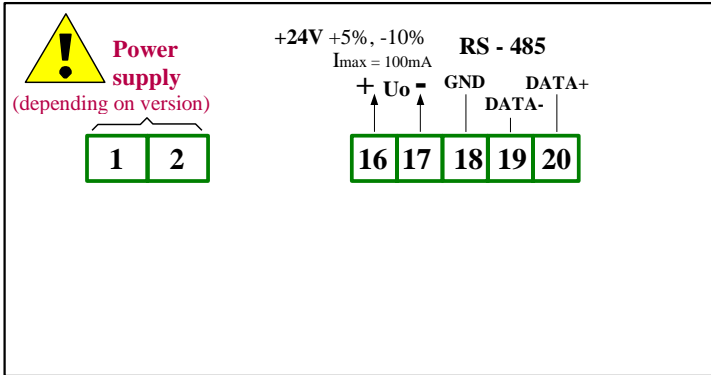 !
Power
supply
(depending on version)
1 2
+24V +5%, -10%
Imax = 100mA
+ Uo -
RS - 485
GND
DATA-
DATA+
16 17 18 19 20